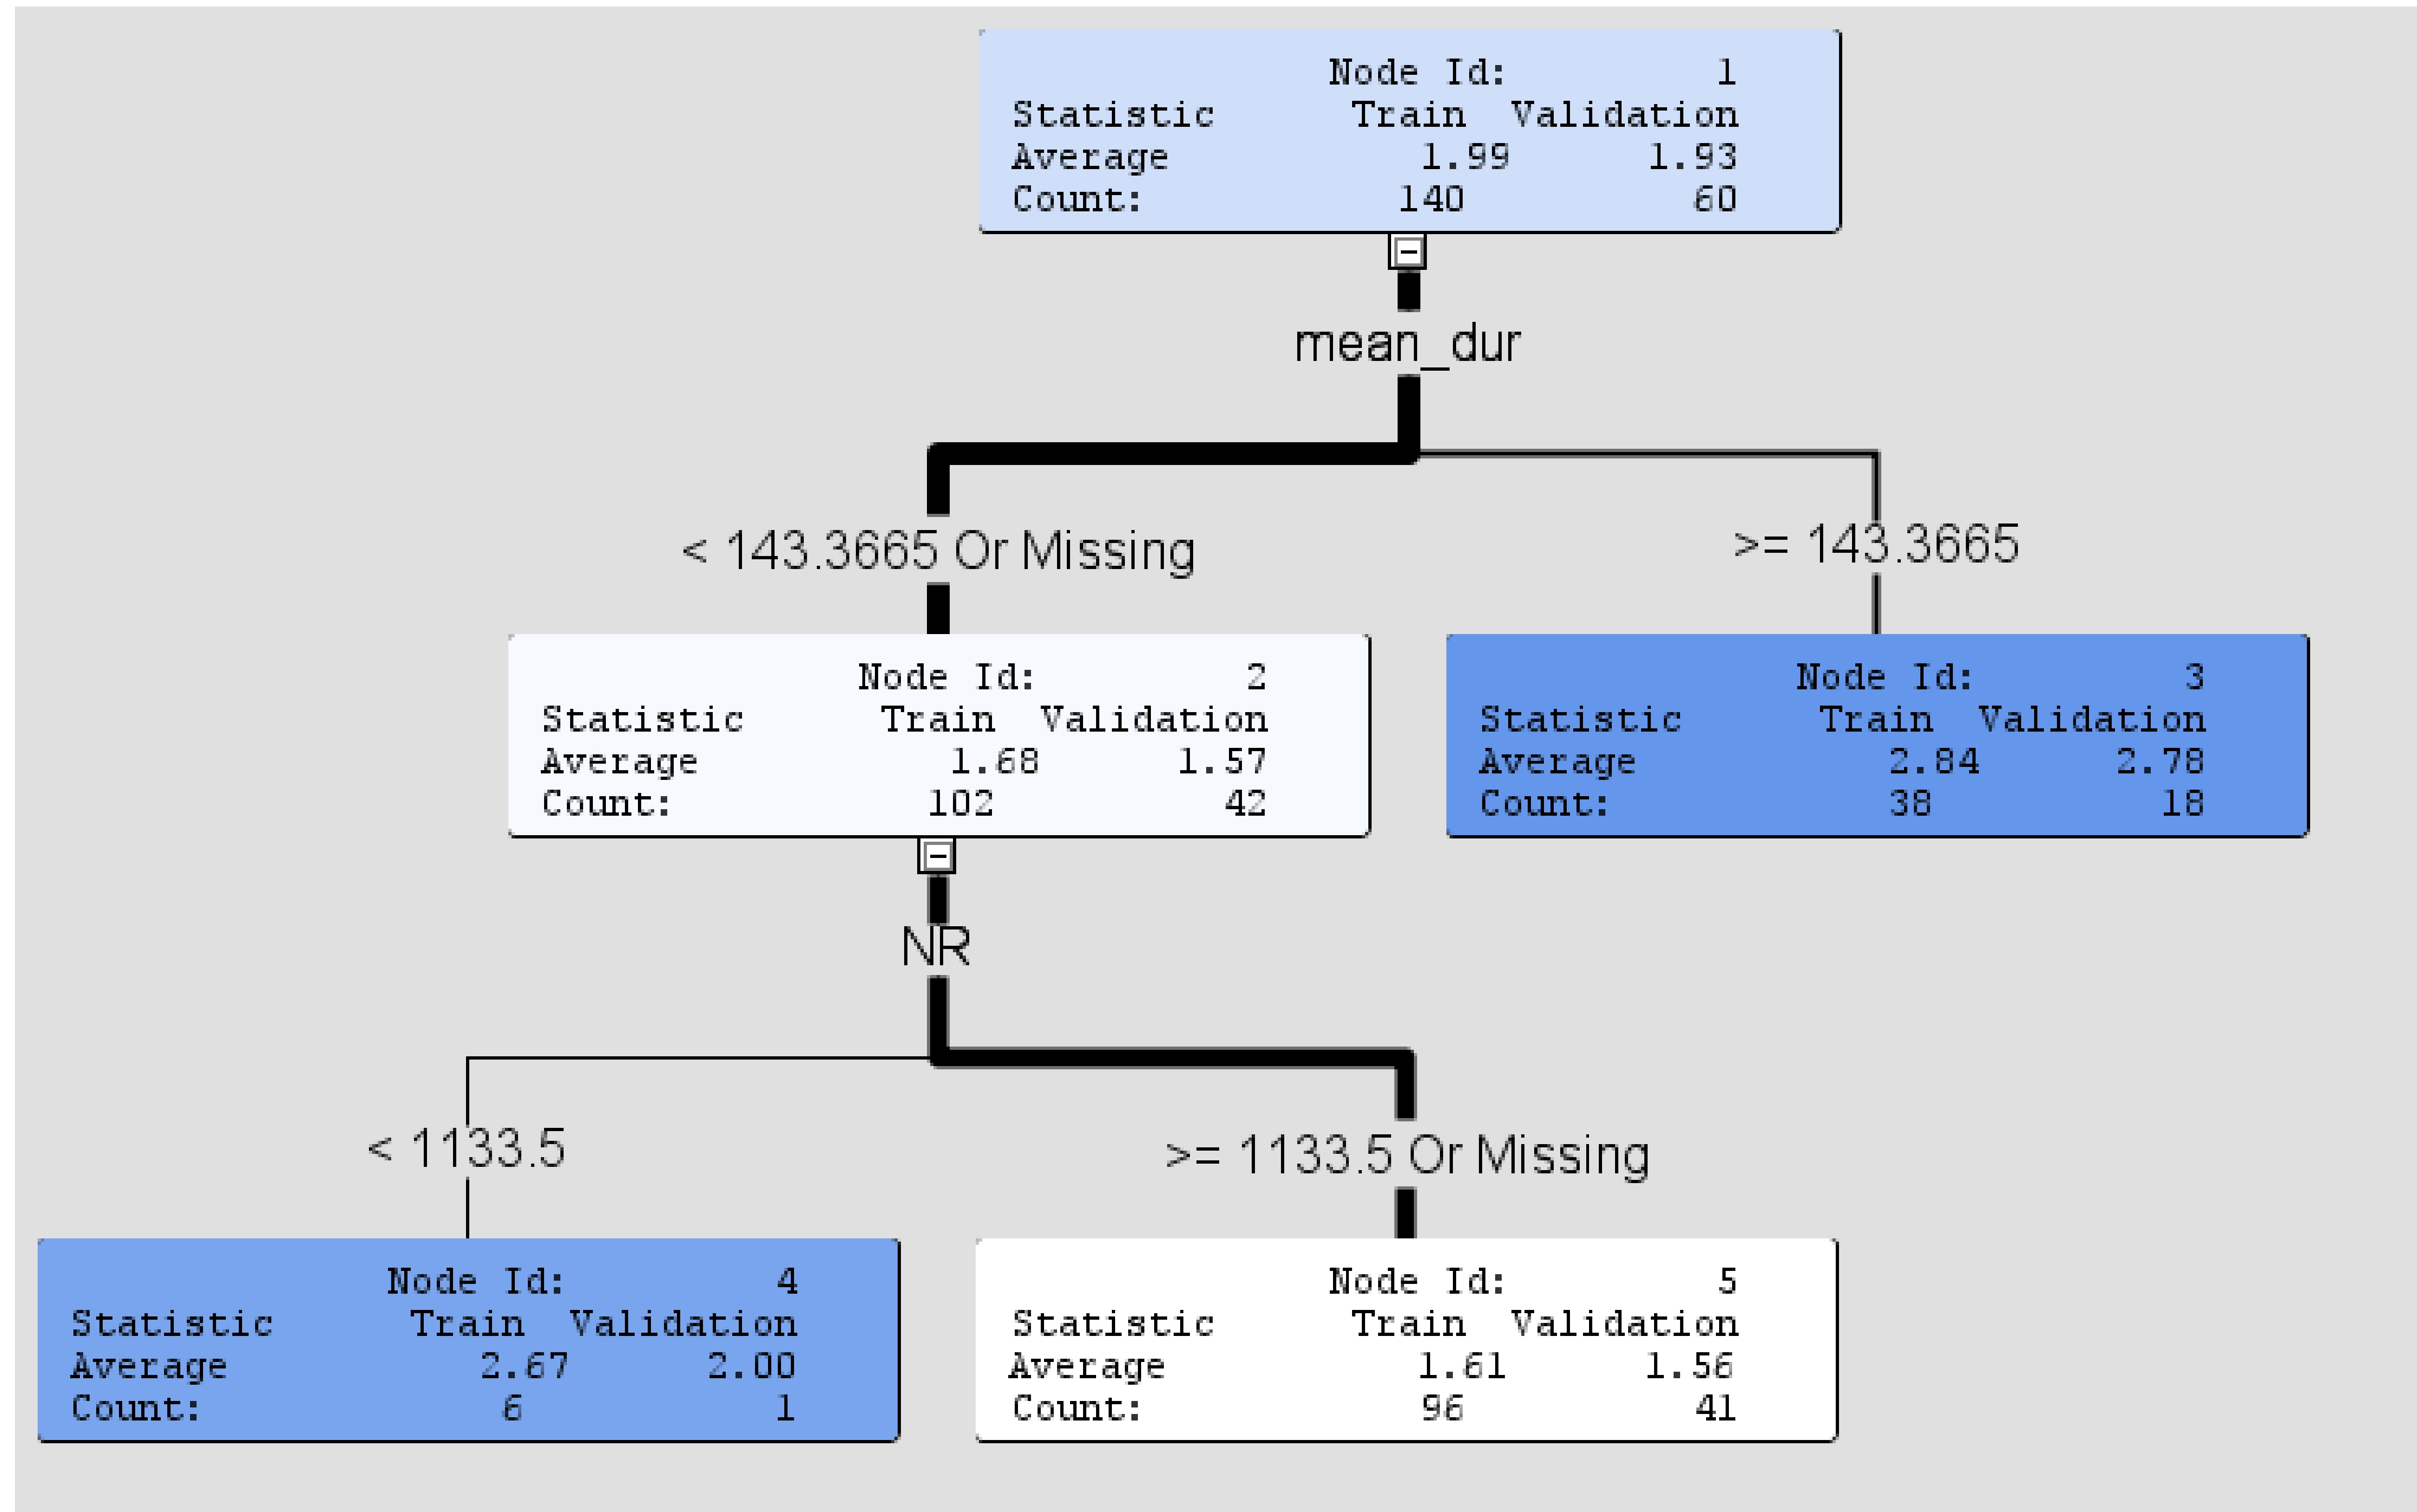 Node Id: 1
Statistic Train Validation
Average 1.99 1.93
Count: 140 60
mean_dur
< 143.3665 Or Missing
>= 143.3665
Node Id: 2
Statistic Train Validation
Average 1.68 1.57
Count: 102 42
Node Id: 3
Statistic Train Validation
Average 2.84 2.78
Count: 38 18
NR
< 1133.5
>= 1133.5 Or Missing
Node Id: 4
Statistic Train Validation
Average 2.67 2.00
Count: 6 1
Node Id: 5
Statistic Train Validation
Average 1.61 1.56
Count: 96 41